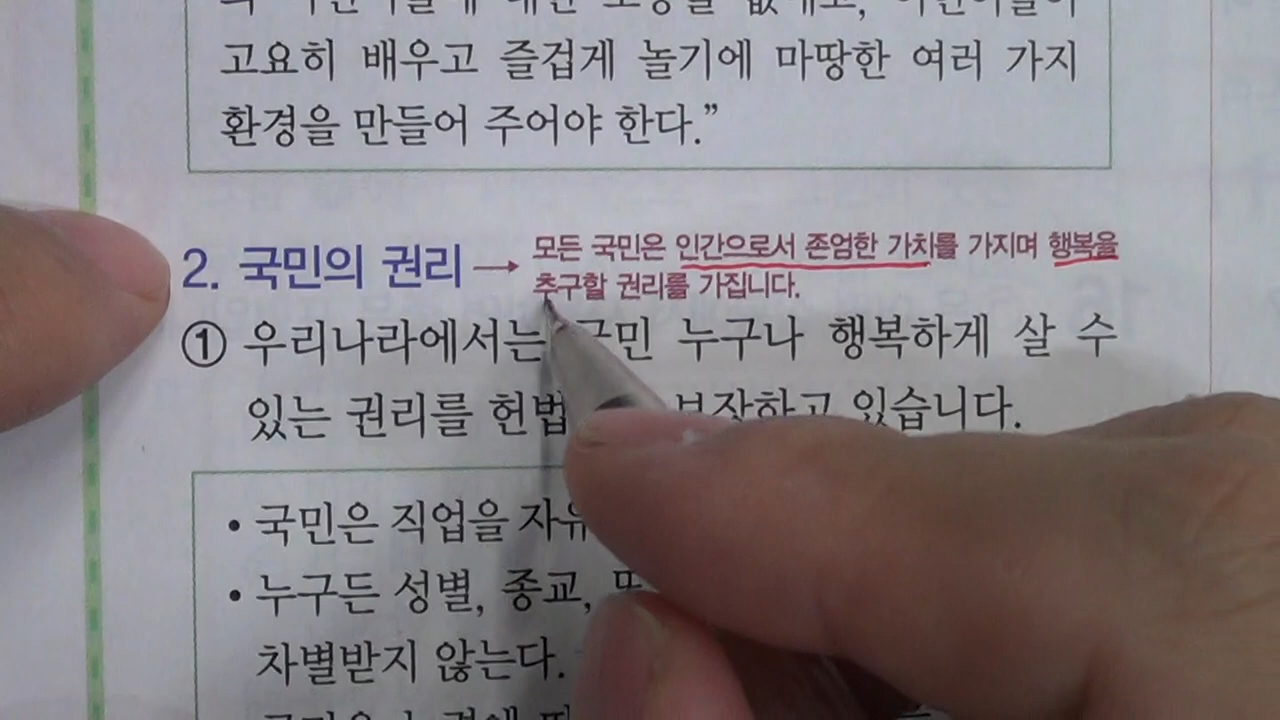 고요히 배우고 즐겁게 놀기에 마땅한 여러 가지
환경을 만들어 주어야 한다.”
2. 국민의 권리 → 모든 국민은 인간으로서 존엄한 가치를 가지며 행복을
추구할 권리를 가집니다.
① 우리나라에서는 국민 누구나 행복하게 살 수
있는 권리를 헌법 보장하고 있습니다.
• 국민은 직업을
• 누구든 성별, 종교,
차별받지 않는다.